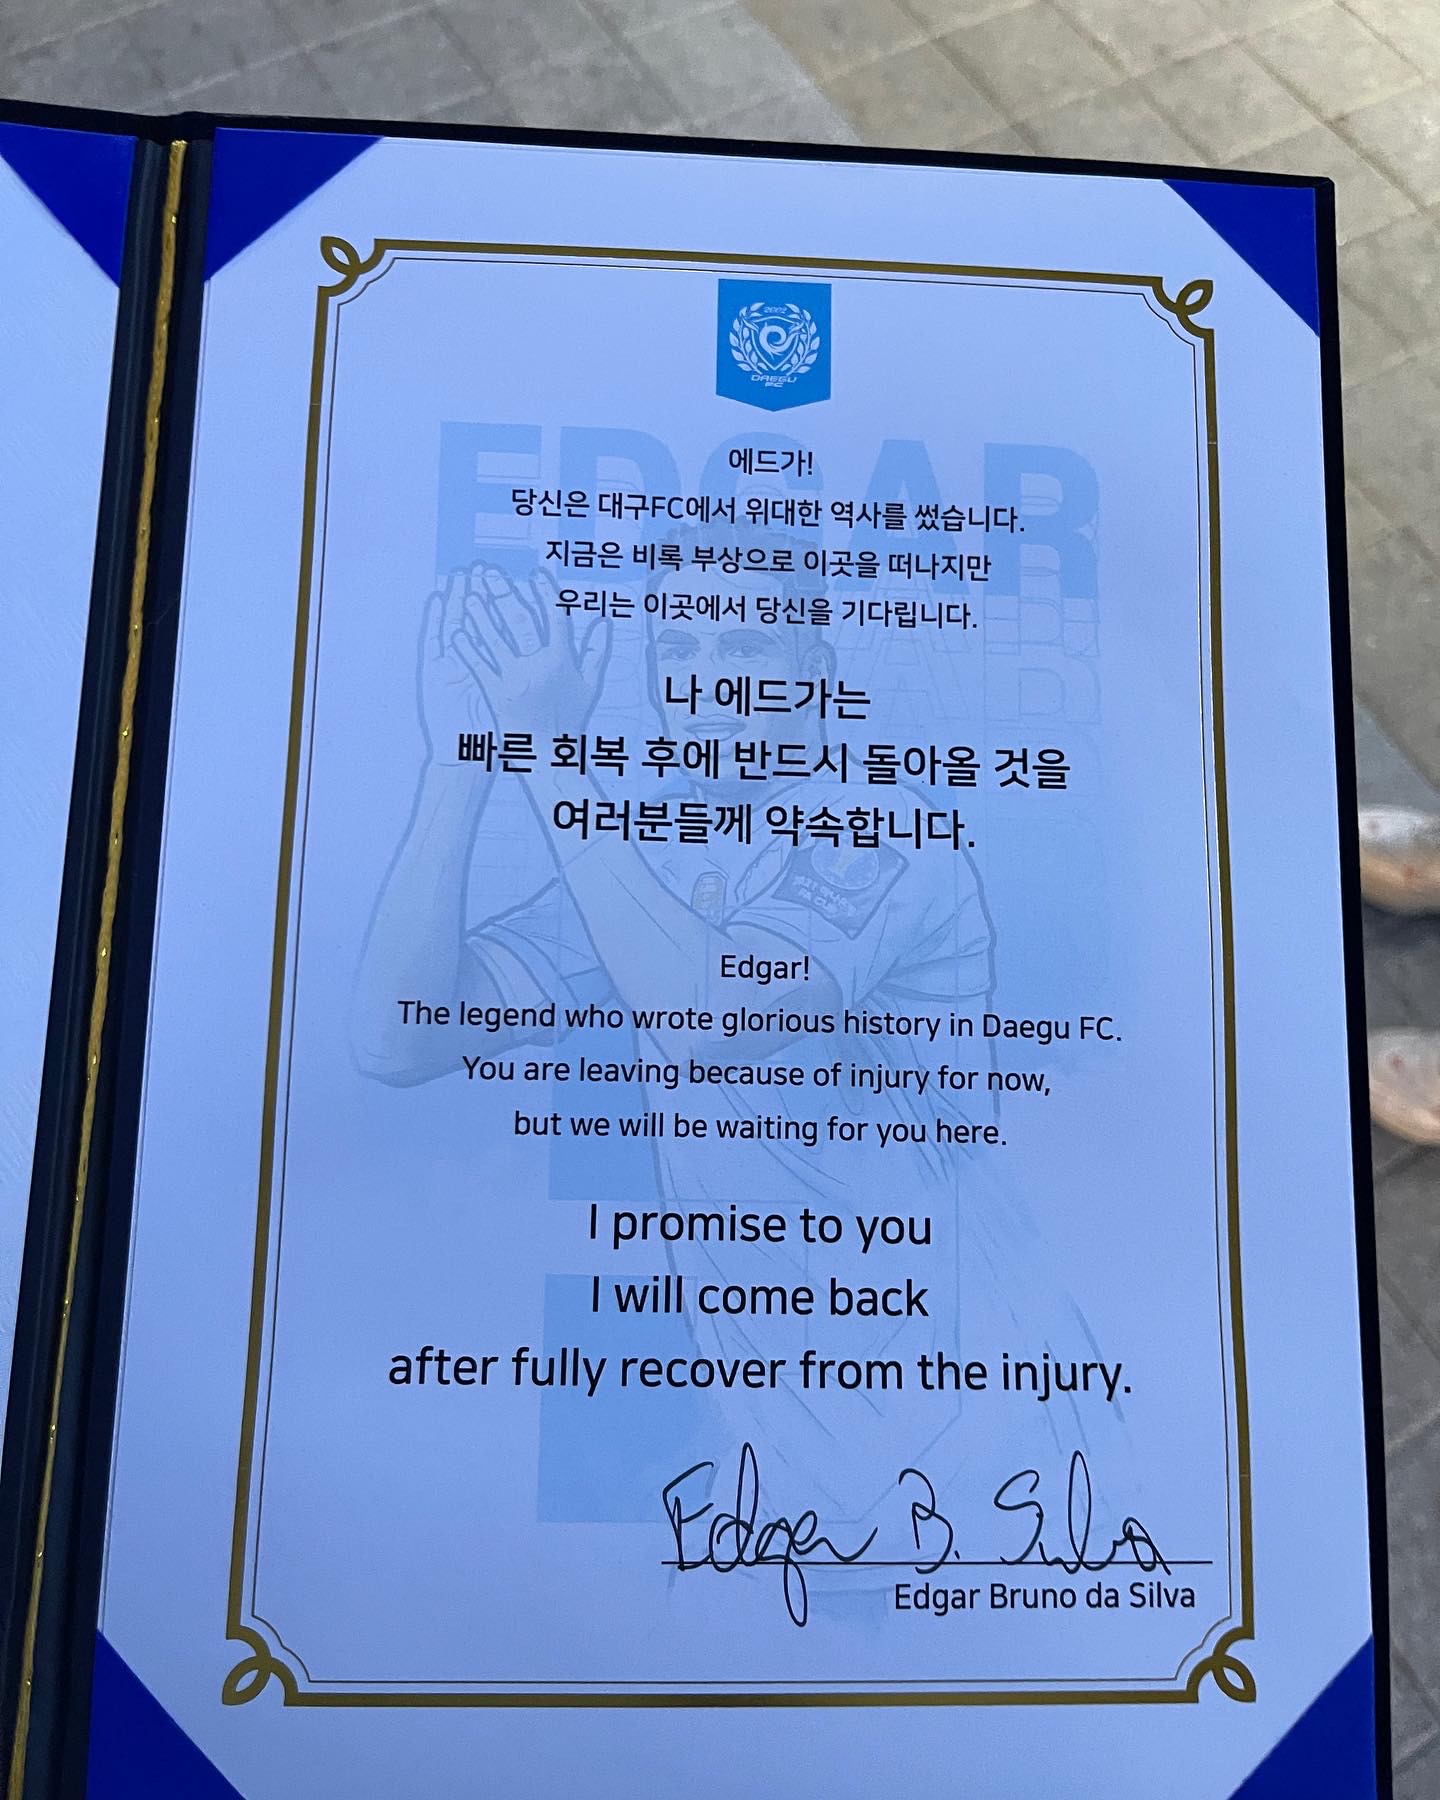 2002
DAEGU
FC
EDGAR
에드가!
당신은 대구FC에서 위대한 역사를 썼습니다.
지금은 비록 부상으로 이곳을 떠나지만
우리는 이곳에서 당신을 기다립니다.
나 에드가는
빠른 회복 후에 반드시 돌아올 것을
여러분들께 약속합니다.
Edgar!
The legend who wrote glorious history in Daegu FC.
You are leaving because of injury for now,
but we will be waiting for you here.
I promise to you
I will come back
after fully recover from the injury.
Edgar B. Silva
Edgar Bruno da Silva